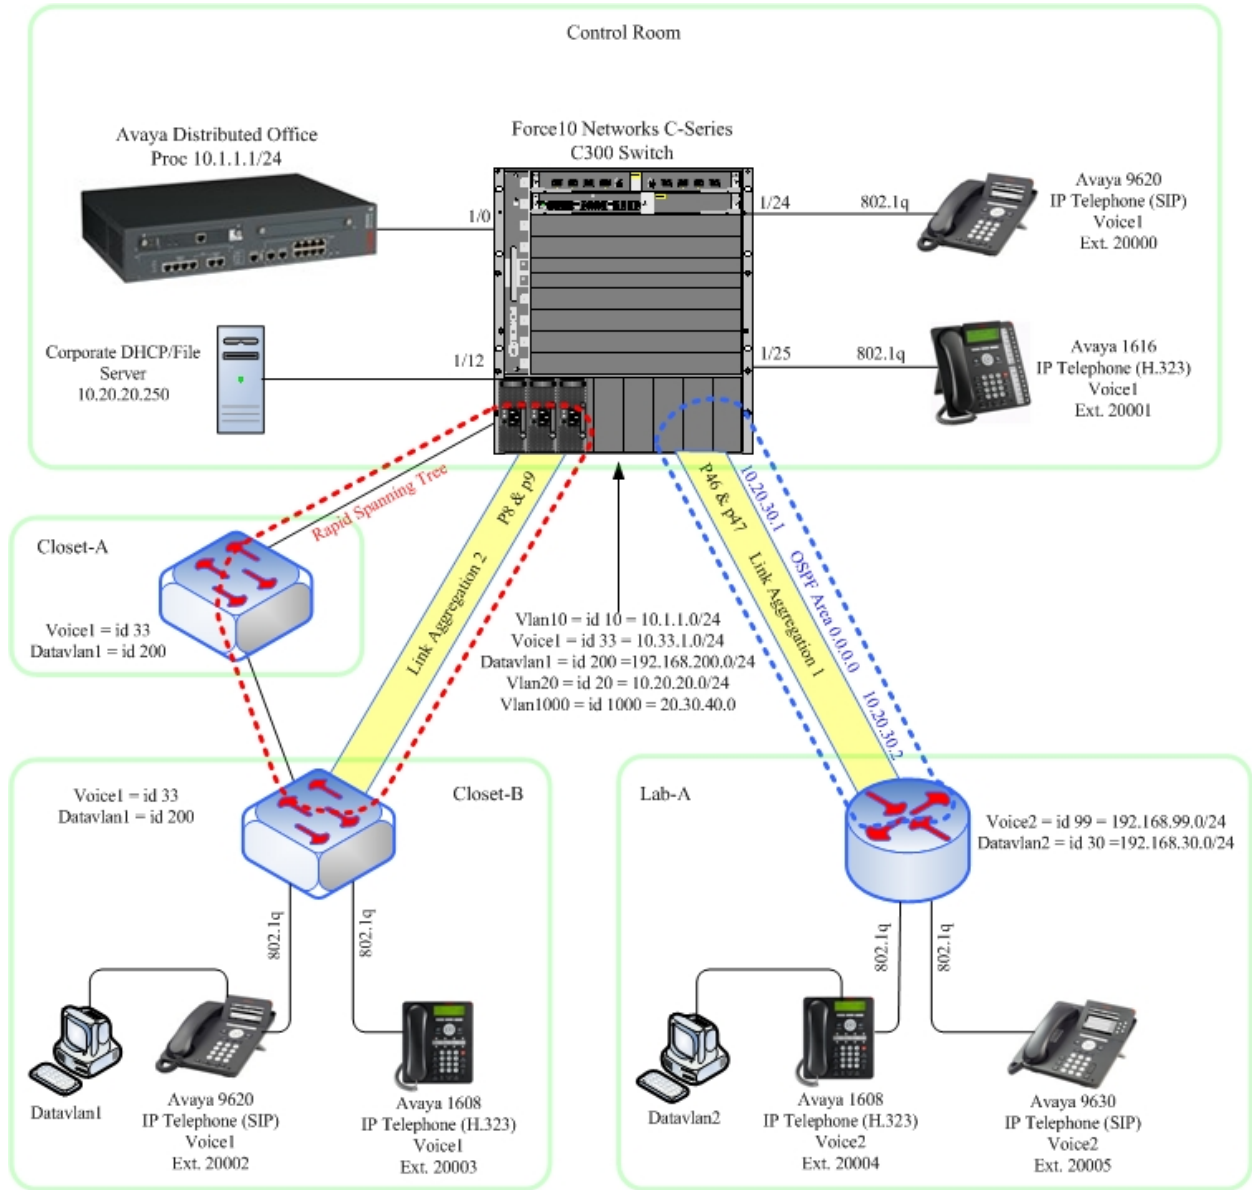 Control Room
Avaya Distributed Office
Proc 10.1.1.1/24
Force10 Networks C-Series
C300 Switch
1/0
1/24
802.1q
Avaya 9620
IP Telephone (SIP)
Voice1
Ext. 20000
Corporate DHCP/File
Server
10.20.20.250
1/12
1/25
802.1q
Avaya 1616
IP Telephone (H.323)
Voice1
Ext. 20001
Rapid Spanning Tree
P8 & p9
Link Aggregation 2
P46 & p47
Link Aggregation 1
10.20.30.1
OSPF Area 0.0.0.0
10.20.30.2
Closet-A
Voice1 = id 33
Datavlan1 = id 200
Vlan10 = id 10 = 10.1.1.0/24
Voice1 = id 33 = 10.33.1.0/24
Datavlan1 = id 200 =192.168.200.0/24
Vlan20 = id 20 = 10.20.20.0/24
Vlan1000 = id 1000 = 20.30.40.0
Voice1 = id 33
Datavlan1 = id 200
Closet-B
802.1q
802.1q
Datavlan1
Avaya 9620
IP Telephone (SIP)
Voice1
Ext. 20002
Avaya 1608
IP Telephone (H.323)
Voice1
Ext. 20003
Lab-A
Voice2 = id 99 = 192.168.99.0/24
Datavlan2 = id 30 =192.168.30.0/24
802.1q
802.1q
Datavlan2
Avaya 1608
IP Telephone (H.323)
Voice2
Ext. 20004
Avaya 9630
IP Telephone (SIP)
Voice2
Ext. 20005